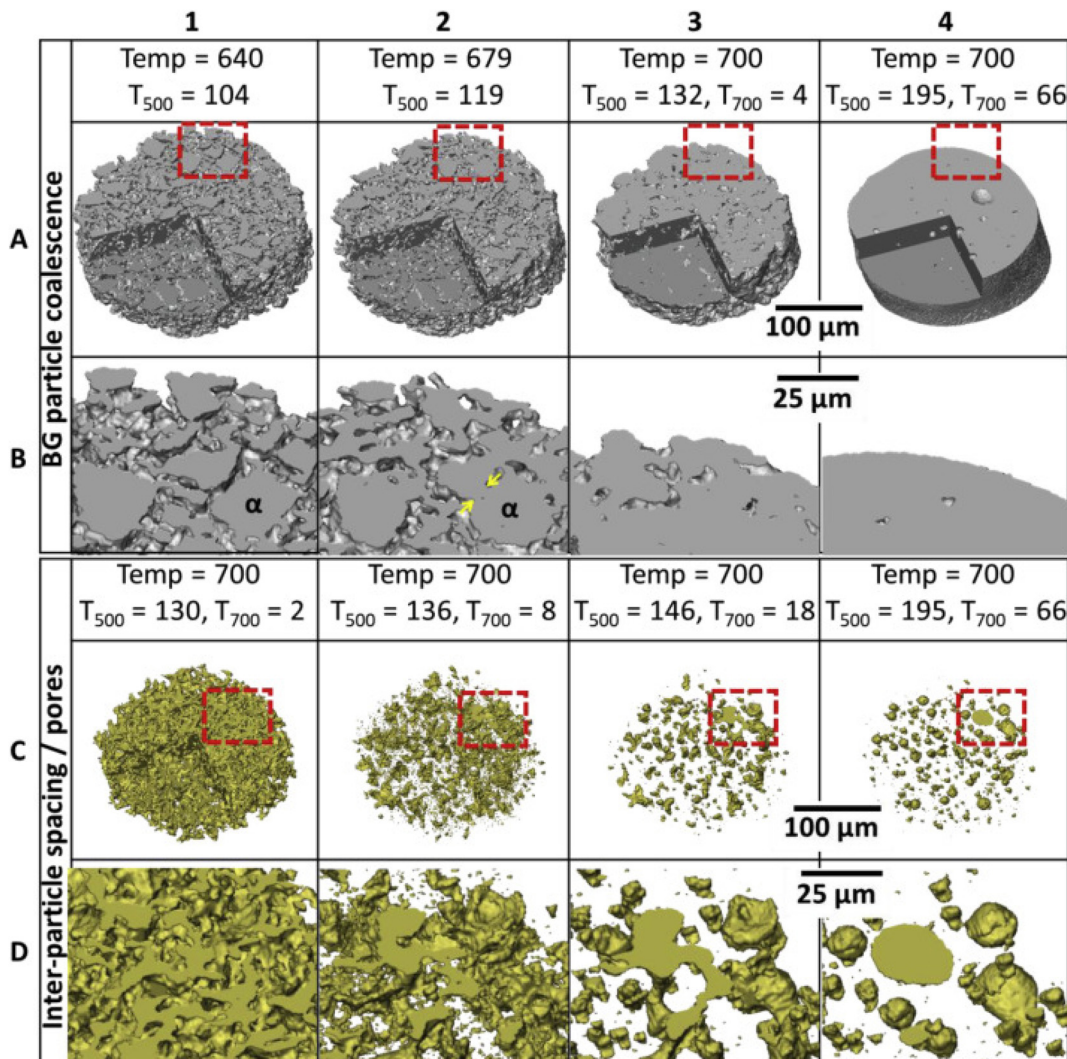 1 2 3 4
Temp = 640 Temp = 679 Temp = 700 Temp = 700
T₅₀₀ = 104 T₅₀₀ = 119 T₅₀₀ = 132, T₇₀₀ = 4 T₅₀₀ = 195, T₇₀₀ = 66
BG particle coalescence
A
100 µm
25 µm
B
α α
Temp = 700 Temp = 700 Temp = 700 Temp = 700
T₅₀₀ = 130, T₇₀₀ = 2 T₅₀₀ = 136, T₇₀₀ = 8 T₅₀₀ = 146, T₇₀₀ = 18 T₅₀₀ = 195, T₇₀₀ = 66
Inter-particle spacing / pores
C
100 µm
25 µm
D